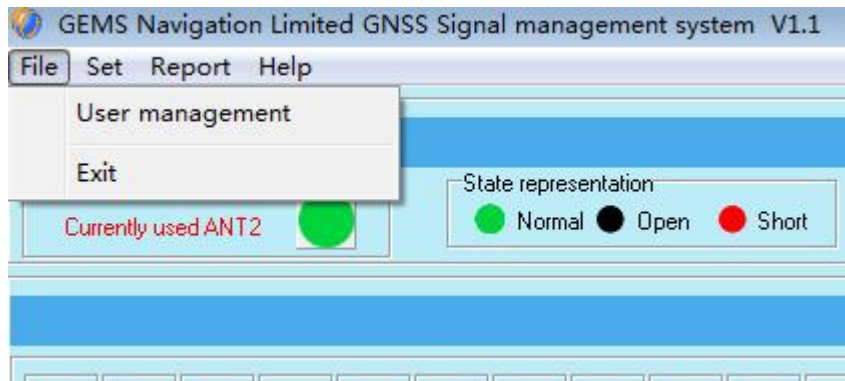 GEMS Navigation Limited GNSS Signal management system V1.1
File Set Report Help
User management
Exit
State representation
Currently used ANT2
Normal Open Short